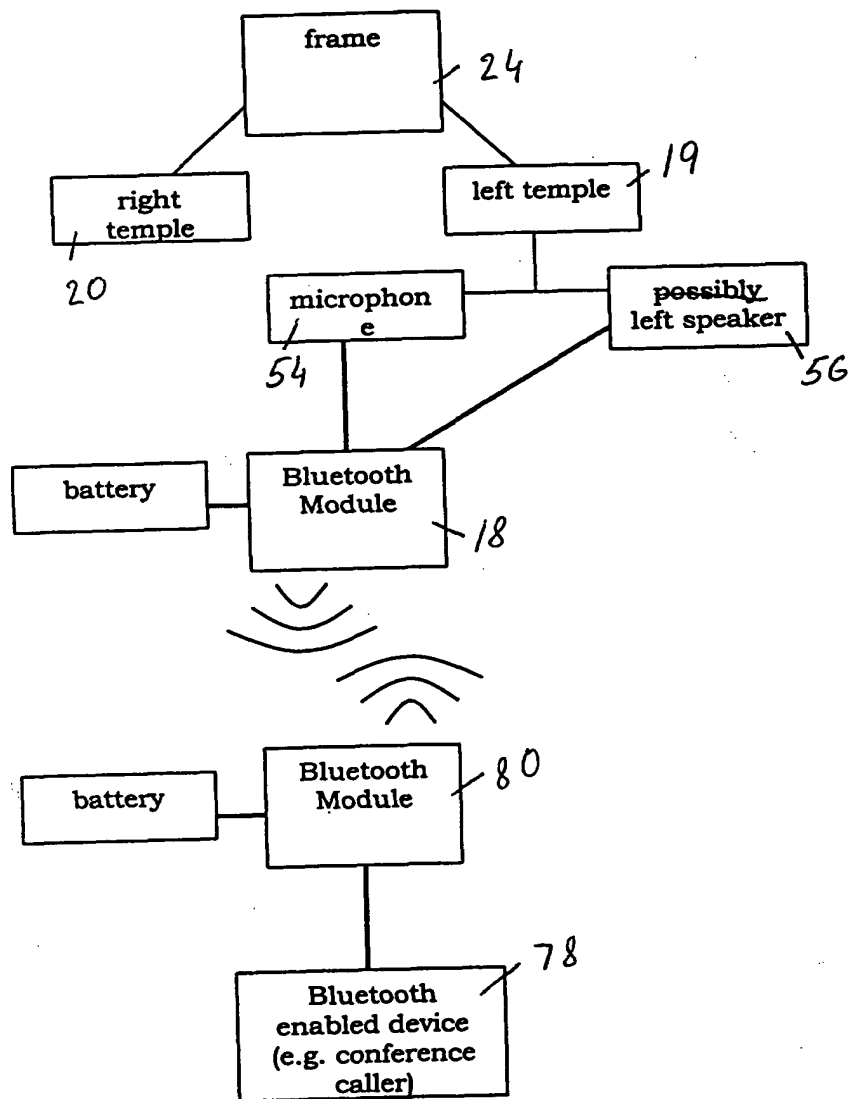 frame
24
19
left temple
right
temple
20
microphon
e
54
possibly
left speaker
56
battery
Bluetooth
Module
18
Bluetooth
Module
80
battery
78
Bluetooth
enabled device
(e.g. conference
caller)